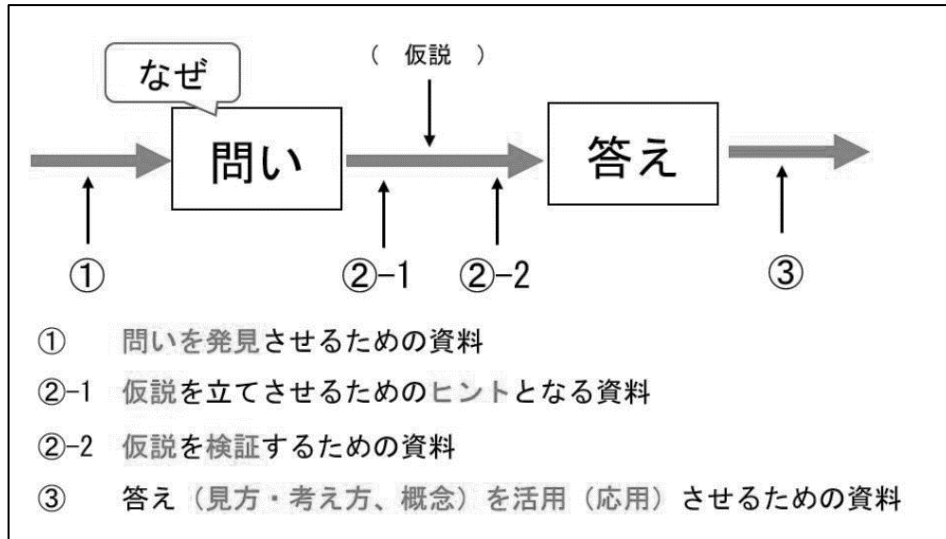 なぜ
( 仮説 )
問い
答え
①
②-1
②-2
③
① 問いを発見させるための資料
②-1 仮説を立てさせるためのヒントとなる資料
②-2 仮説を検証するための資料
③ 答え(見方・考え方、概念)を活用(応用)させるための資料